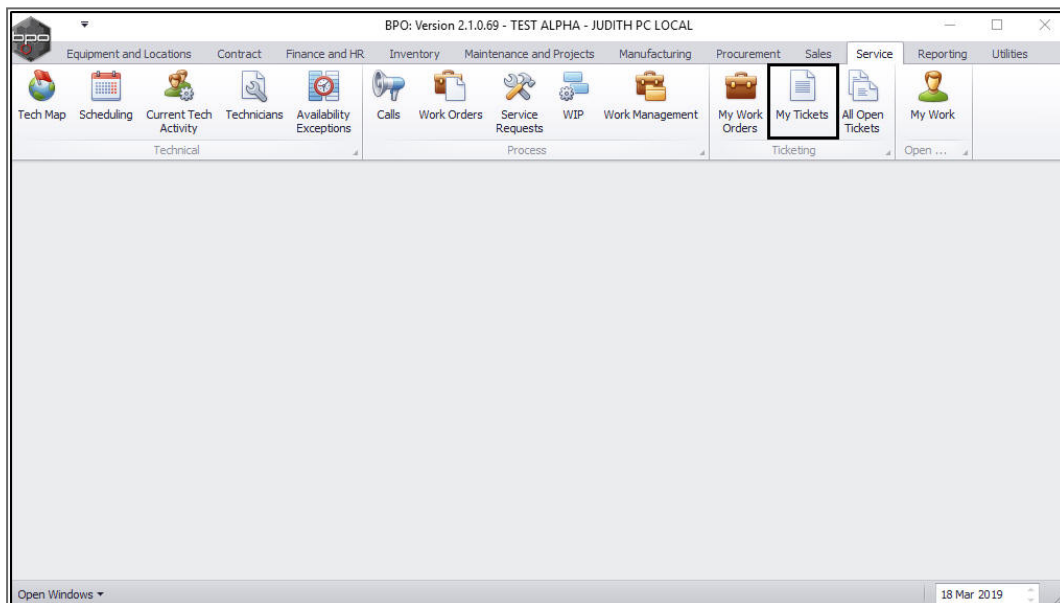 bpo
BPO: Version 2.1.0.69 - TEST ALPHA - JUDITH PC LOCAL
Equipment and Locations Contract Finance and HR Inventory Maintenance and Projects Manufacturing Procurement Sales Service Reporting Utilities
Tech Map Scheduling Current Tech Technicians Availability Calls Work Orders Service WIP Work Management My Work My Tickets All Open My Work
Activity Exceptions Requests Orders Tickets
Technical Process Ticketing Open ...
Open Windows 18 Mar 2019